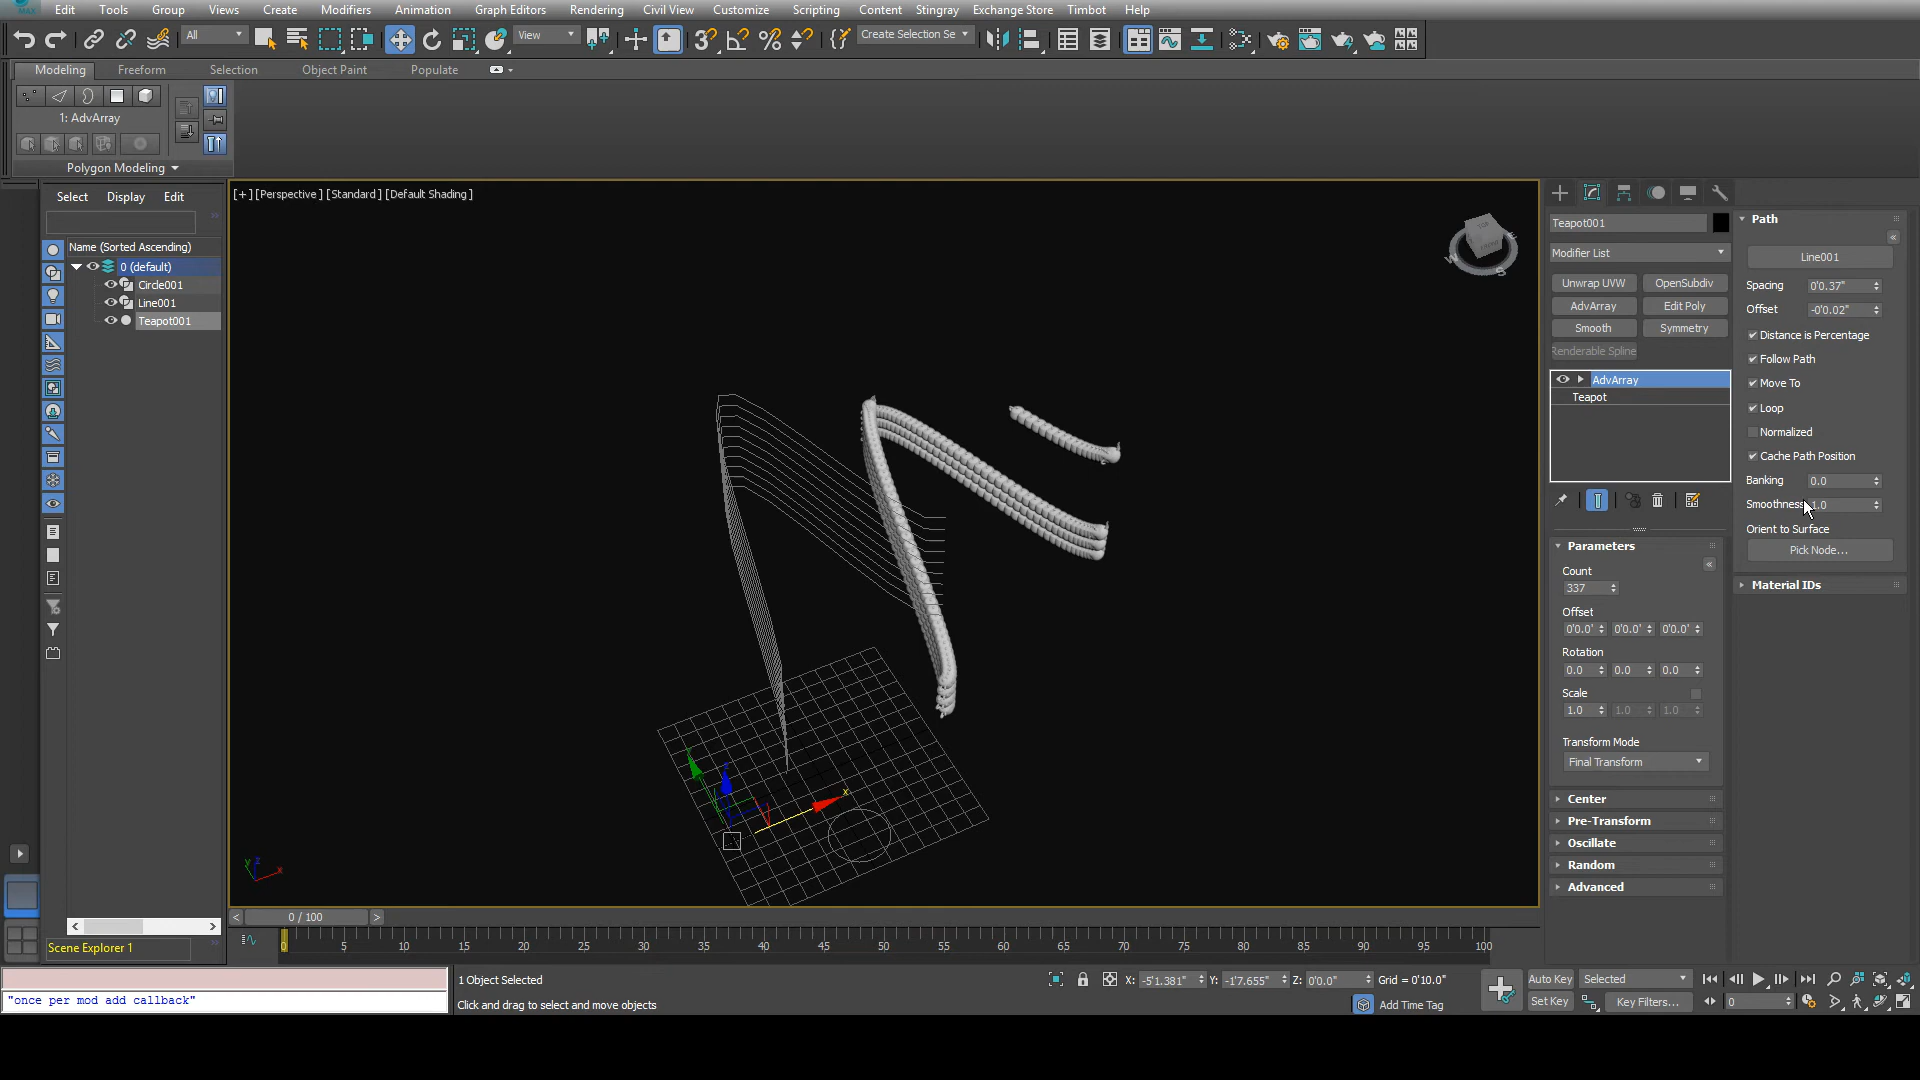 MAX Edit Tools Group Views Create Modifiers Animation Graph Editors Rendering Civil View Customize Scripting Content Stingray Exchange Store Timbot Help
All View Create Selection Se
Modeling Freeform Selection Object Paint Populate
1: AdvArray
Polygon Modeling
Select Display Edit
Name (Sorted Ascending)
0 (default)
Circle001
Line001
Teapot001
[+] [Perspective] [Standard] [Default Shading]
TOP
FRONT
W
S
E
x
y
z
x
y
z
Teapot001
Modifier List
Unwrap UVW OpenSubdiv
AdvArray Edit Poly
Smooth Symmetry
Renderable Spline
AdvArray
Teapot
Parameters
Count
337
Offset
0'0.0' 0'0.0' 0'0.0'
Rotation
0.0 0.0 0.0
Scale
1.0 1.0 1.0
Transform Mode
Final Transform
Center
Pre-Transform
Oscillate
Random
Advanced
Path
Line001
Spacing 0'0.37"
Offset -0'0.02"
Distance is Percentage
Follow Path
Move To
Loop
Normalized
Cache Path Position
Banking 0.0
Smoothness 1.0
Orient to Surface
Pick Node...
Material IDs
< 0 / 100 >
0 5 10 15 20 25 30 35 40 45 50 55 60 65 70 75 80 85 90 95 100
Scene Explorer 1
"once per mod add callback"
1 Object Selected
Click and drag to select and move objects
X: -5'1.381" Y: -1'7.655" Z: 0'0.0" Grid = 0'10.0"
Add Time Tag
Auto Key Selected
Set Key Key Filters... 0